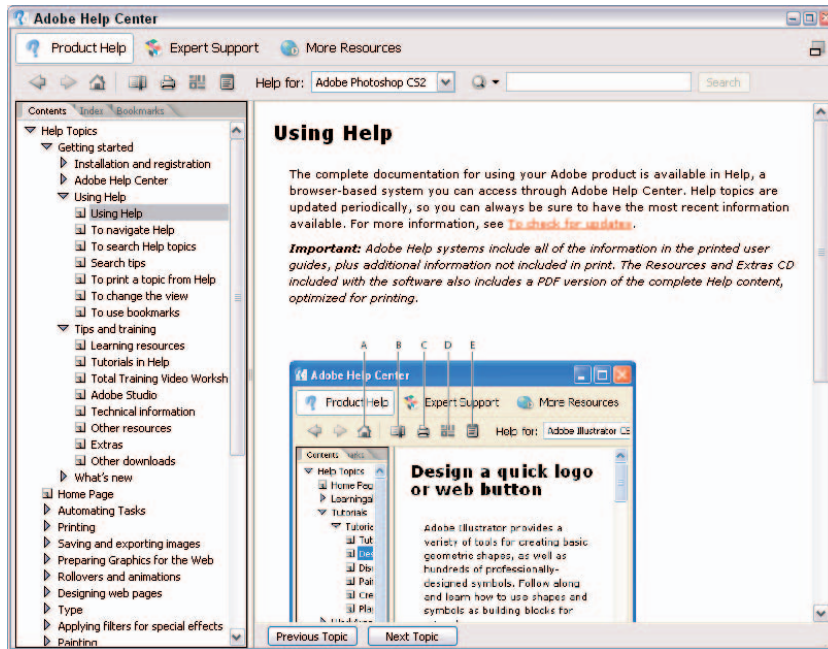 Adobe Help Center
Product Help Expert Support More Resources
Help for: Adobe Photoshop CS2 Search
Contents Index Bookmarks
Help Topics
Getting started
Installation and registration
Adobe Help Center
Using Help
Using Help
To navigate Help
To search Help topics
Search tips
To print a topic from Help
To change the view
To use bookmarks
Tips and training
Learning resources
Tutorials in Help
Total Training Video Worksh
Adobe Studio
Technical information
Other resources
Extras
Other downloads
What's new
Home Page
Automating Tasks
Printing
Saving and exporting images
Preparing Graphics for the Web
Rollovers and animations
Designing web pages
Type
Applying filters for special effects
Painting
Using Help
The complete documentation for using your Adobe product is available in Help, a
browser-based system you can access through Adobe Help Center. Help topics are
updated periodically, so you can always be sure to have the most recent information
available. For more information, see To check for updates.
Important: Adobe Help systems include all of the information in the printed user
guides, plus additional information not included in print. The Resources and Extras CD
included with the software also includes a PDF version of the complete Help content,
optimized for printing.
A B C D E
Adobe Help Center
Product Help Expert Support More Resources
Help for: Adobe Illustrator CS
Contents
Help Topics
Home Pag
Learningal
Tutorials
Tutoria
Tut
Des
Dis
Pai
Cre
Pla
Design a quick logo
or web button
Adobe Illustrator provides a
variety of tools for creating basic
geometric shapes, as well as
hundreds of professionally-
designed symbols. Follow along
and learn how to use shapes and
symbols as building blocks for
Previous Topic Next Topic